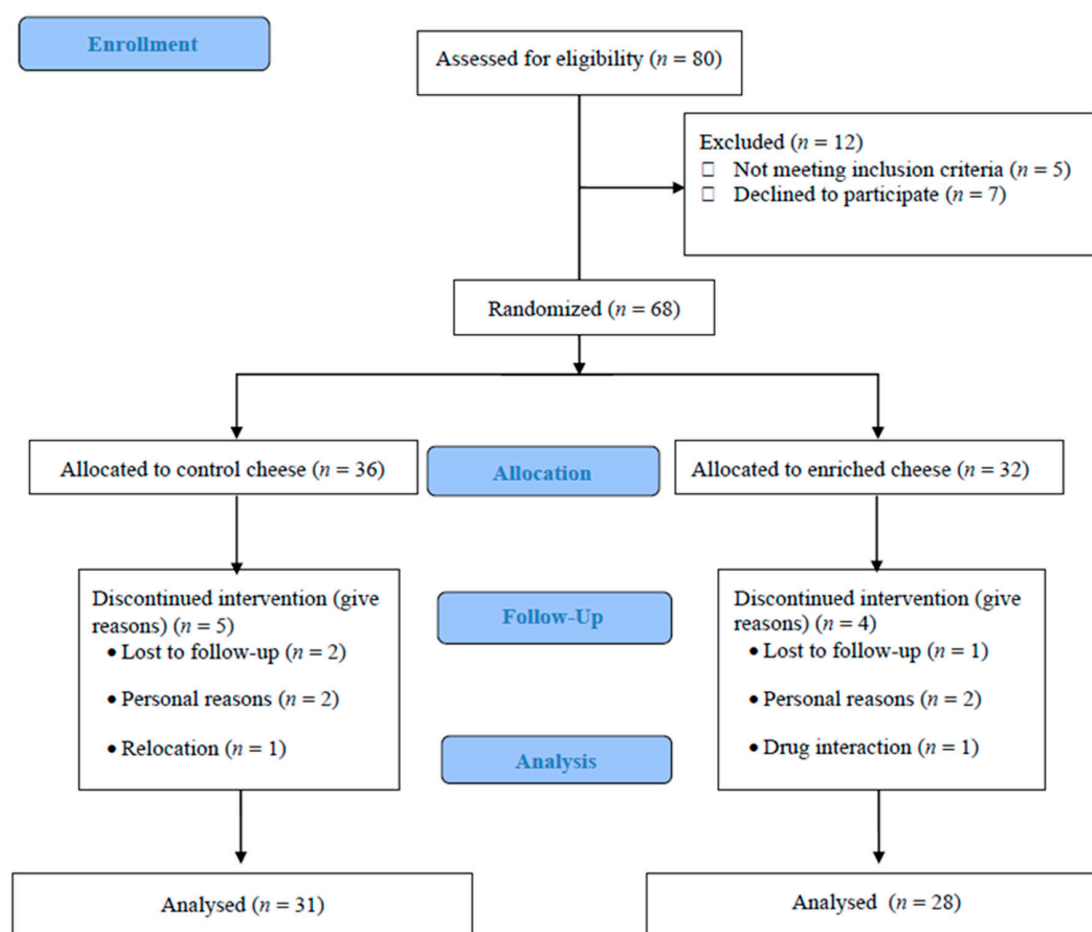 Enrollment
Assessed for eligibility (n = 80)
Excluded (n = 12)
□ Not meeting inclusion criteria (n = 5)
□ Declined to participate (n = 7)
Randomized (n = 68)
Allocated to control cheese (n = 36)
Allocation
Allocated to enriched cheese (n = 32)
Discontinued intervention (give
reasons) (n = 5)
• Lost to follow-up (n = 2)
• Personal reasons (n = 2)
• Relocation (n = 1)
Follow-Up
Discontinued intervention (give
reasons) (n = 4)
• Lost to follow-up (n = 1)
• Personal reasons (n = 2)
• Drug interaction (n = 1)
Analysis
Analysed (n = 31)
Analysed (n = 28)